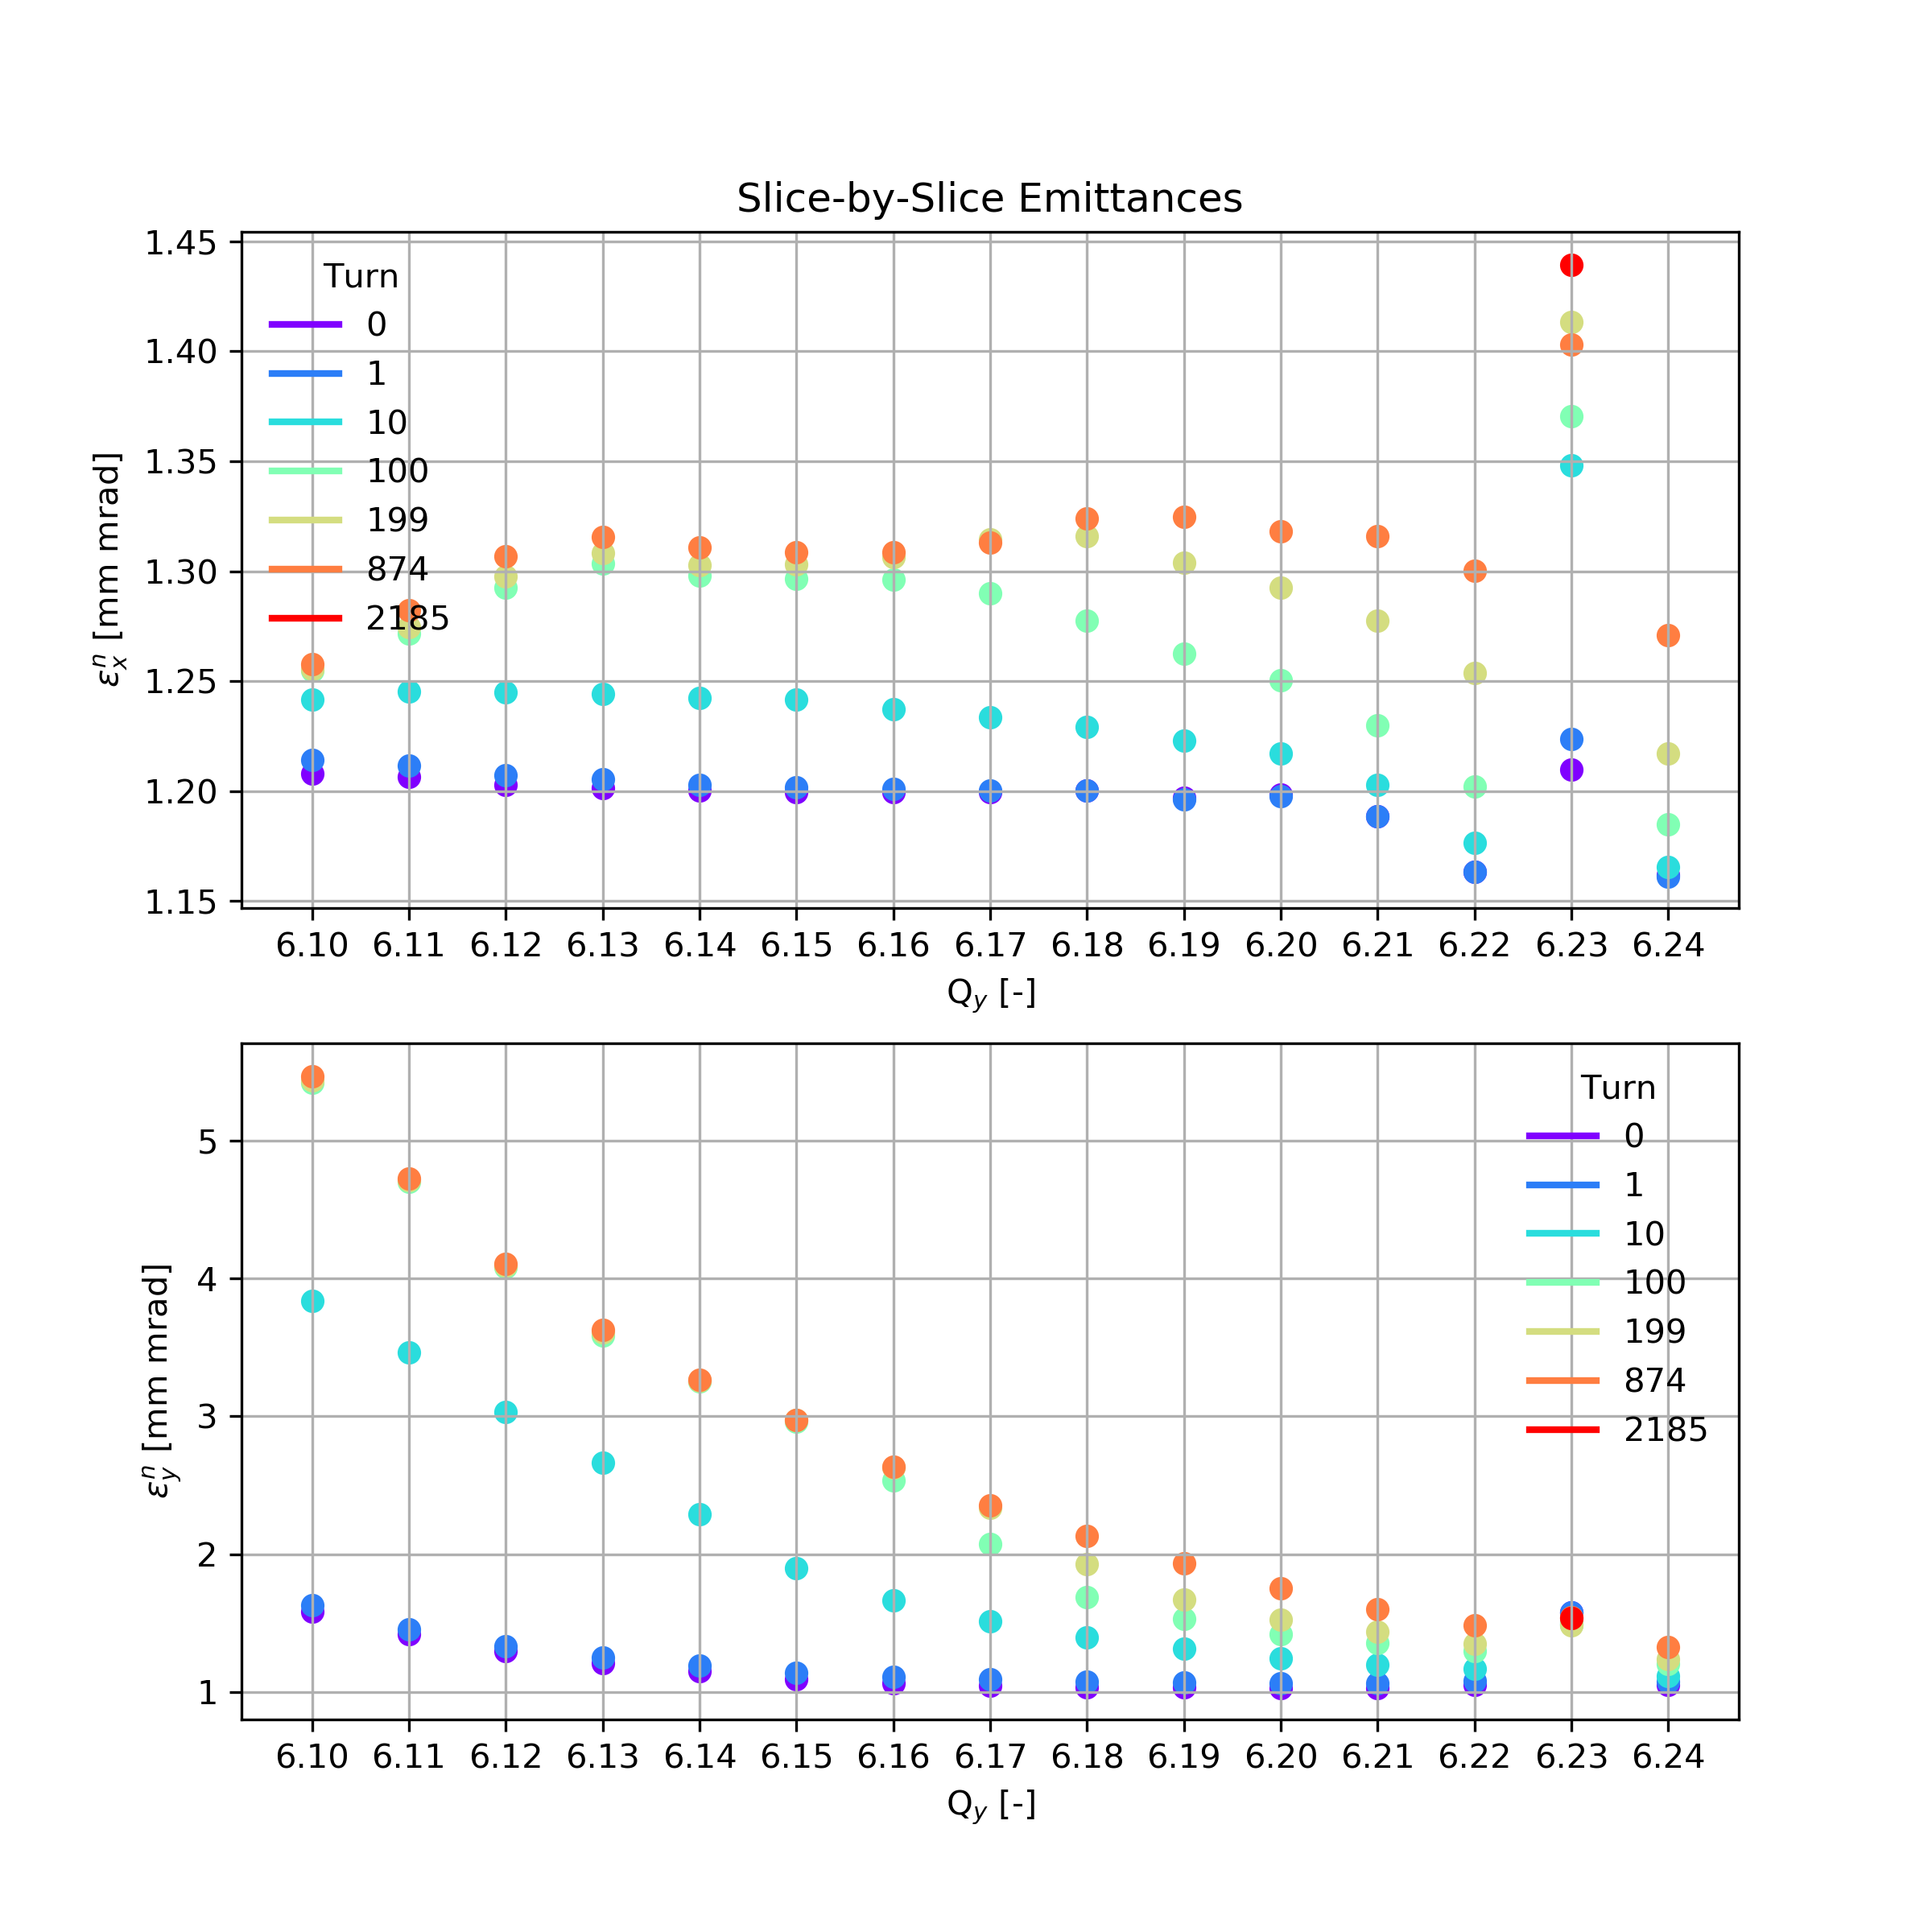 Slice-by-Slice Emittances
1.45
1.40
1.35
1.30
1.25
1.20
1.15
ε_x^n [mm mrad]
Turn
0
1
10
100
199
874
2185
6.10 6.11 6.12 6.13 6.14 6.15 6.16 6.17 6.18 6.19 6.20 6.21 6.22 6.23 6.24
Q_y [-]
5
4
3
2
1
ε_y^n [mm mrad]
Turn
0
1
10
100
199
874
2185
6.10 6.11 6.12 6.13 6.14 6.15 6.16 6.17 6.18 6.19 6.20 6.21 6.22 6.23 6.24
Q_y [-]